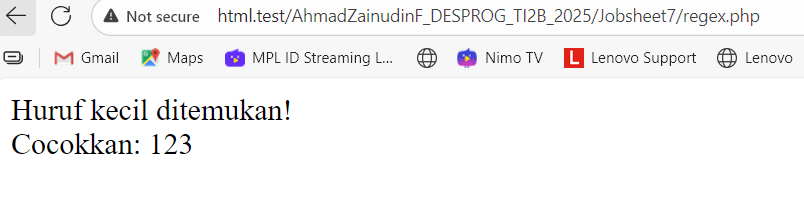 Not secure html.test/AhmadZainudinF_DESPROG_TI2B_2025/Jobsheet7/regex.php
Gmail Maps MPL ID Streaming L... Nimo TV L Lenovo Support Lenovo
Huruf kecil ditemukan!
Cocokkan: 123